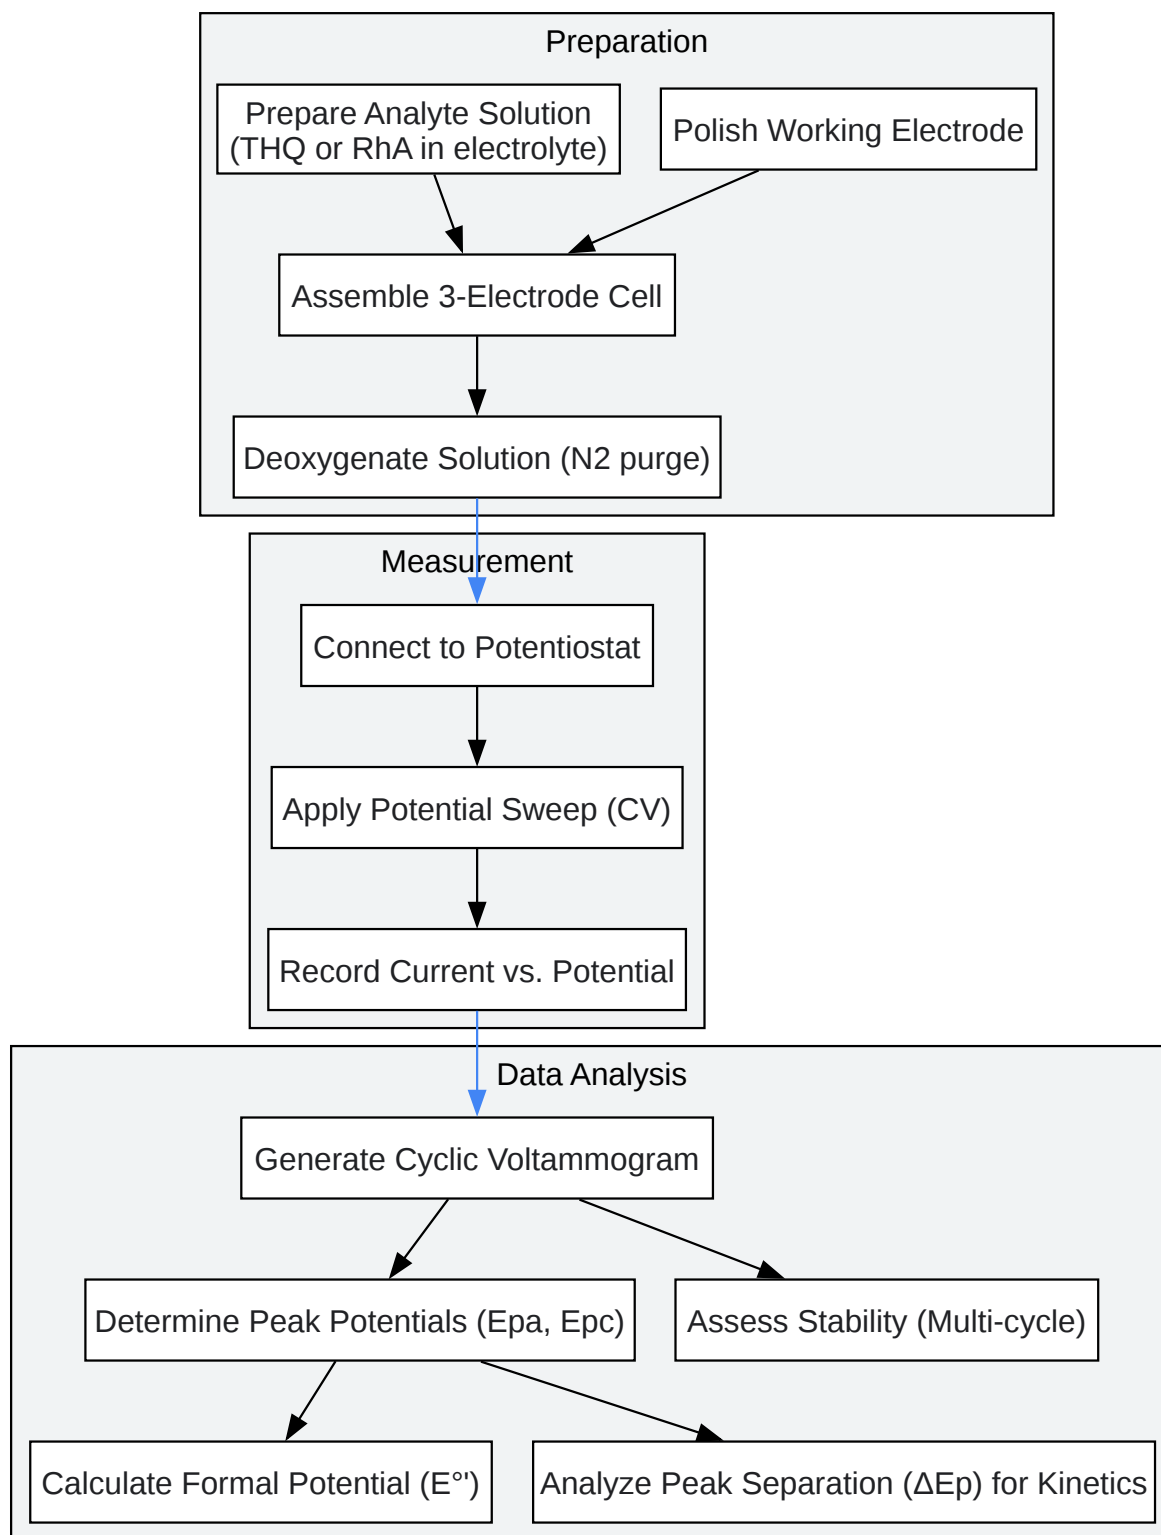 Preparation
Prepare Analyte Solution
(THQ or RhA in electrolyte)
Polish Working Electrode
Assemble 3-Electrode Cell
Deoxygenate Solution (N2 purge)
Measurement
Connect to Potentiostat
Apply Potential Sweep (CV)
Record Current vs. Potential
Data Analysis
Generate Cyclic Voltammogram
Determine Peak Potentials (Epa, Epc)
Assess Stability (Multi-cycle)
Calculate Formal Potential (E°')
Analyze Peak Separation (ΔEp) for Kinetics